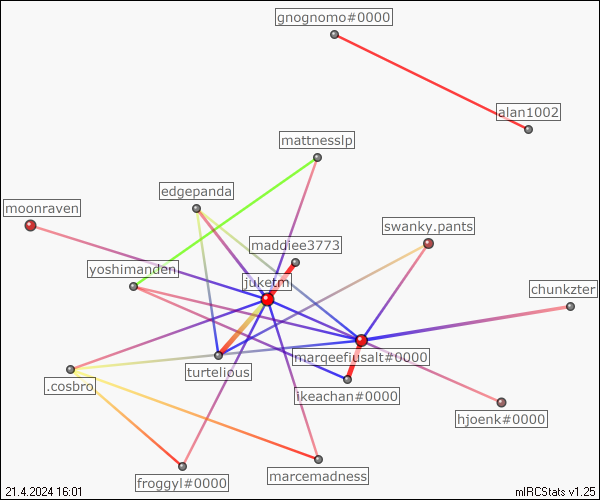 gnognomo#0000
alan1002
mattnesslp
edgepanda
moonraven
swanky.pants
maddiee3773
yoshimanden
juketm
chunkzter
marqeefiusalt#0000
turtelious
.cosbro
ikeachan#0000
hjoenk#0000
marcemadness
froggyl#0000
21.4.2024 16:01
mIRCStats v1.25